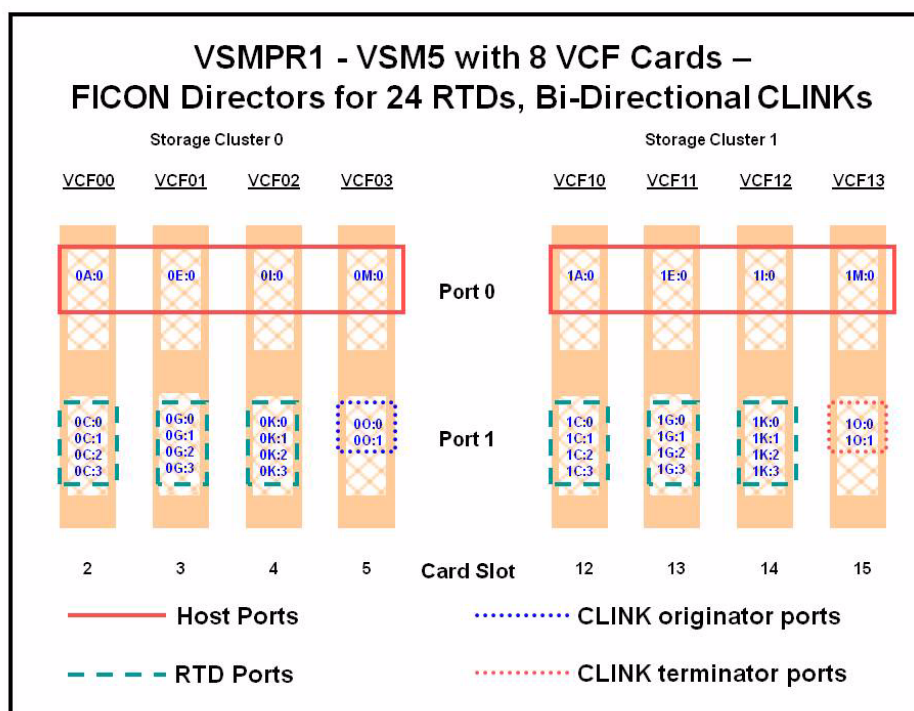 VSMPR1 - VSM5 with 8 VCF Cards –
FICON Directors for 24 RTDs, Bi-Directional CLINKs
Storage Cluster 0 Storage Cluster 1
VCF00 VCF01 VCF02 VCF03 VCF10 VCF11 VCF12 VCF13
0A:0 0E:0 0I:0 0M:0 Port 0 1A:0 1E:0 1I:0 1M:0
0C:0 0G:0 0K:0 0O:0 1C:0 1G:0 1K:0 1O:0
0C:1 0G:1 0K:1 0O:1 Port 1 1C:1 1G:1 1K:1 1O:1
0C:2 0G:2 0K:2 1C:2 1G:2 1K:2
0C:3 0G:3 0K:3 1C:3 1G:3 1K:3
2 3 4 5 Card Slot 12 13 14 15
Host Ports CLINK originator ports
RTD Ports CLINK terminator ports